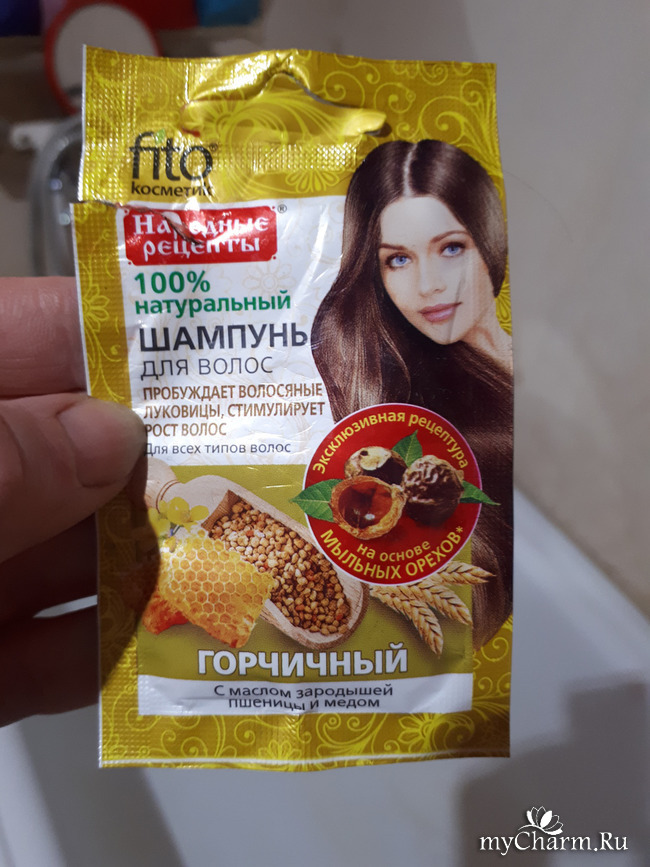 fito®
косметик
Народные®
рецепты
100%
натуральный
ШАМПУНЬ
ДЛЯ ВОЛОС
ПРОБУЖДАЕТ ВОЛОСЯНЫЕ
ЛУКОВИЦЫ, СТИМУЛИРУЕТ
РОСТ ВОЛОС
Для всех типов волос
Эксклюзивная рецептура
на основе
МЫЛЬНЫХ ОРЕХОВ*
ГОРЧИЧНЫЙ
С маслом зародышей
пшеницы и медом
myCharm.Ru